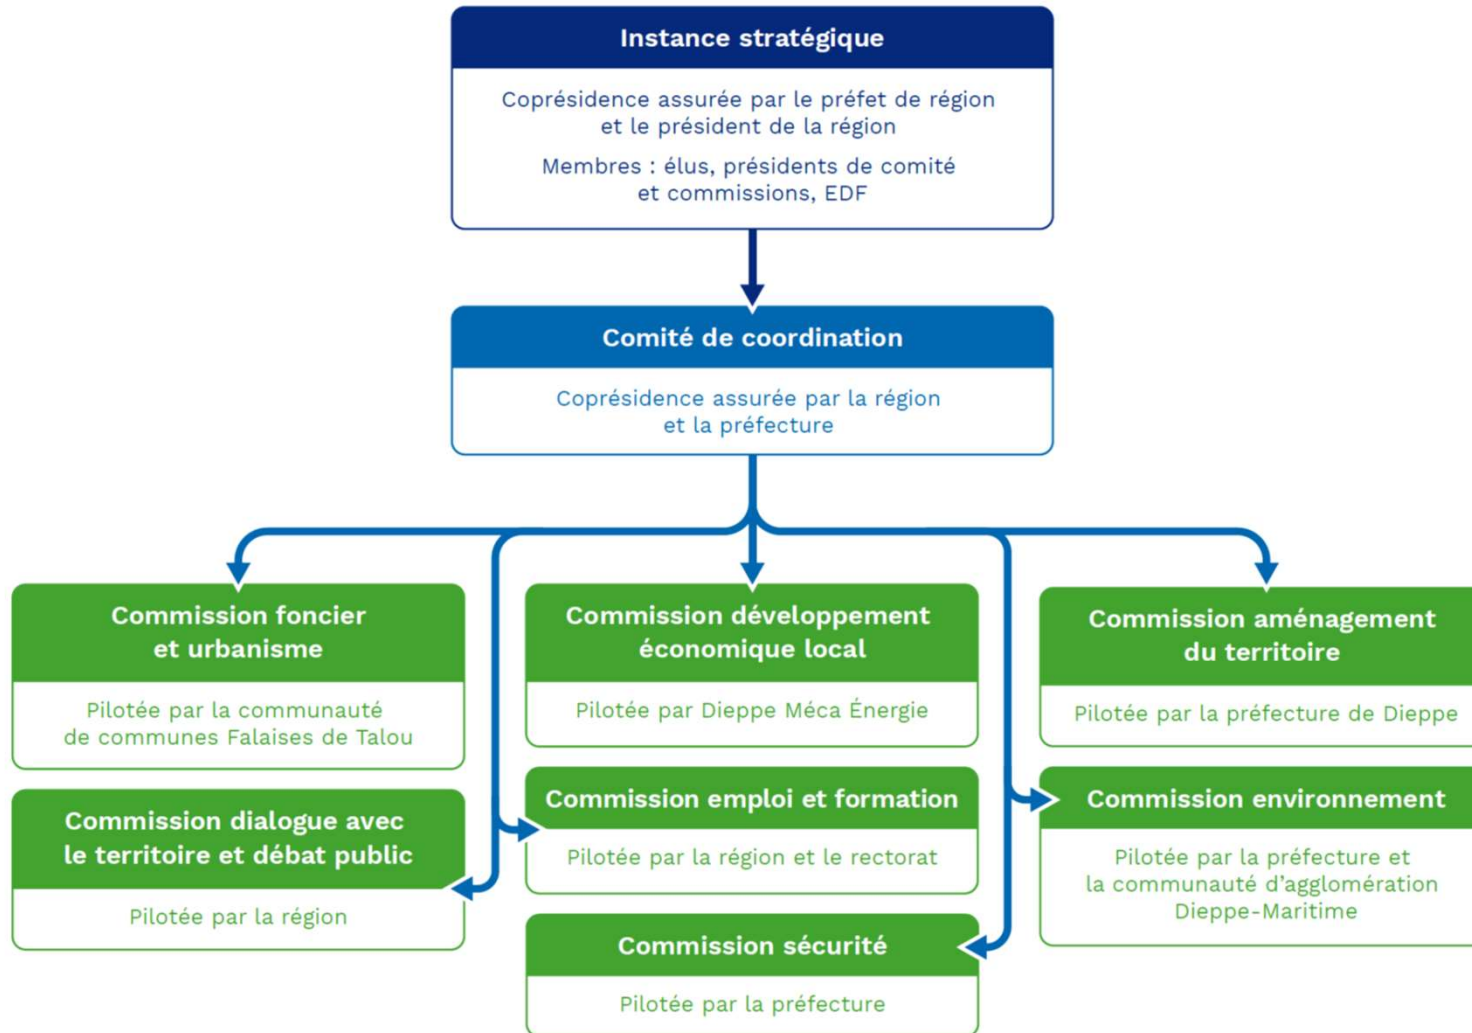 Instance stratégique
Coprésidence assurée par le préfet de région
et le président de la région
Membres : élus, présidents de comité
et commissions, EDF
Comité de coordination
Coprésidence assurée par la région
et la préfecture
Commission foncier
et urbanisme
Pilotée par la communauté
de communes Falaises de Talou
Commission dialogue avec
le territoire et débat public
Pilotée par la région
Commission développement
économique local
Pilotée par Dieppe Méca Énergie
Commission emploi et formation
Pilotée par la région et le rectorat
Commission sécurité
Pilotée par la préfecture
Commission aménagement
du territoire
Pilotée par la préfecture de Dieppe
Commission environnement
Pilotée par la préfecture et
la communauté d’agglomération
Dieppe-Maritime